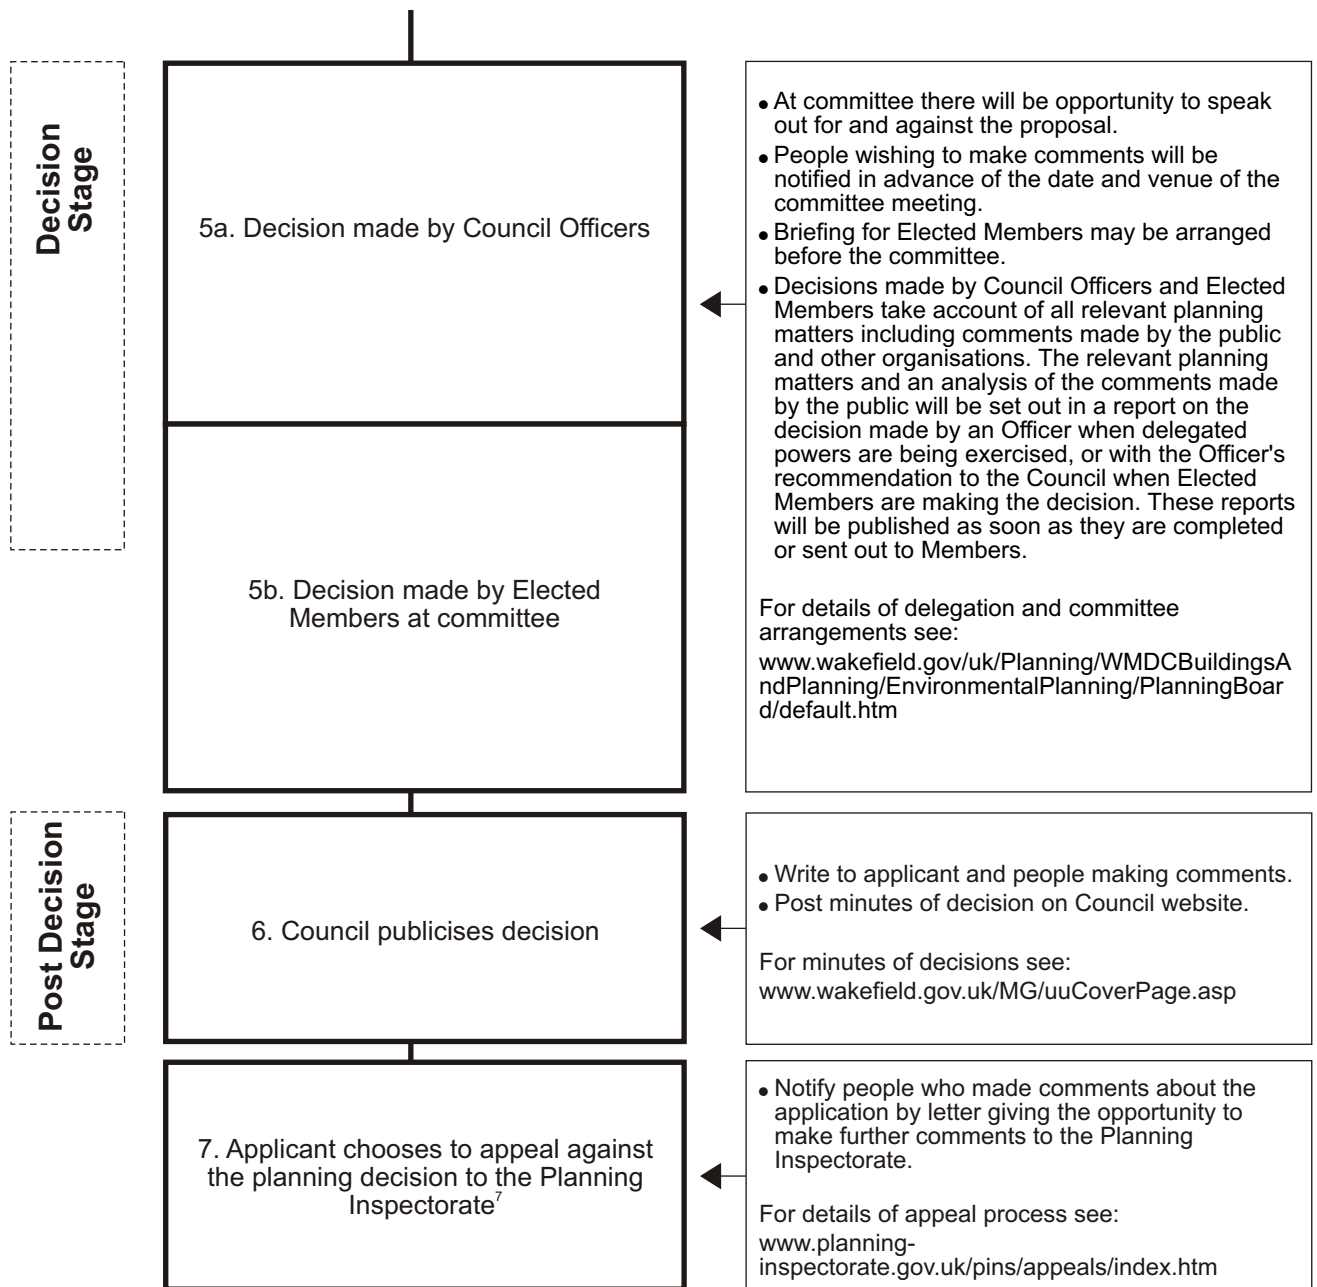 Decision
Stage
5a. Decision made by Council Officers
5b. Decision made by Elected
Members at committee
• At committee there will be opportunity to speak
out for and against the proposal.
• People wishing to make comments will be
notified in advance of the date and venue of the
committee meeting.
• Briefing for Elected Members may be arranged
before the committee.
• Decisions made by Council Officers and Elected
Members take account of all relevant planning
matters including comments made by the public
and other organisations. The relevant planning
matters and an analysis of the comments made
by the public will be set out in a report on the
decision made by an Officer when delegated
powers are being exercised, or with the Officer's
recommendation to the Council when Elected
Members are making the decision. These reports
will be published as soon as they are completed
or sent out to Members.
For details of delegation and committee
arrangements see:
www.wakefield.gov/uk/Planning/WMDCBuildingsA
ndPlanning/EnvironmentalPlanning/PlanningBoar
d/default.htm
Post Decision
Stage
6. Council publicises decision
• Write to applicant and people making comments.
• Post minutes of decision on Council website.
For minutes of decisions see:
www.wakefield.gov.uk/MG/uuCoverPage.asp
7. Applicant chooses to appeal against
the planning decision to the Planning
Inspectorate7
• Notify people who made comments about the
application by letter giving the opportunity to
make further comments to the Planning
Inspectorate.
For details of appeal process see:
www.planning-
inspectorate.gov.uk/pins/appeals/index.htm